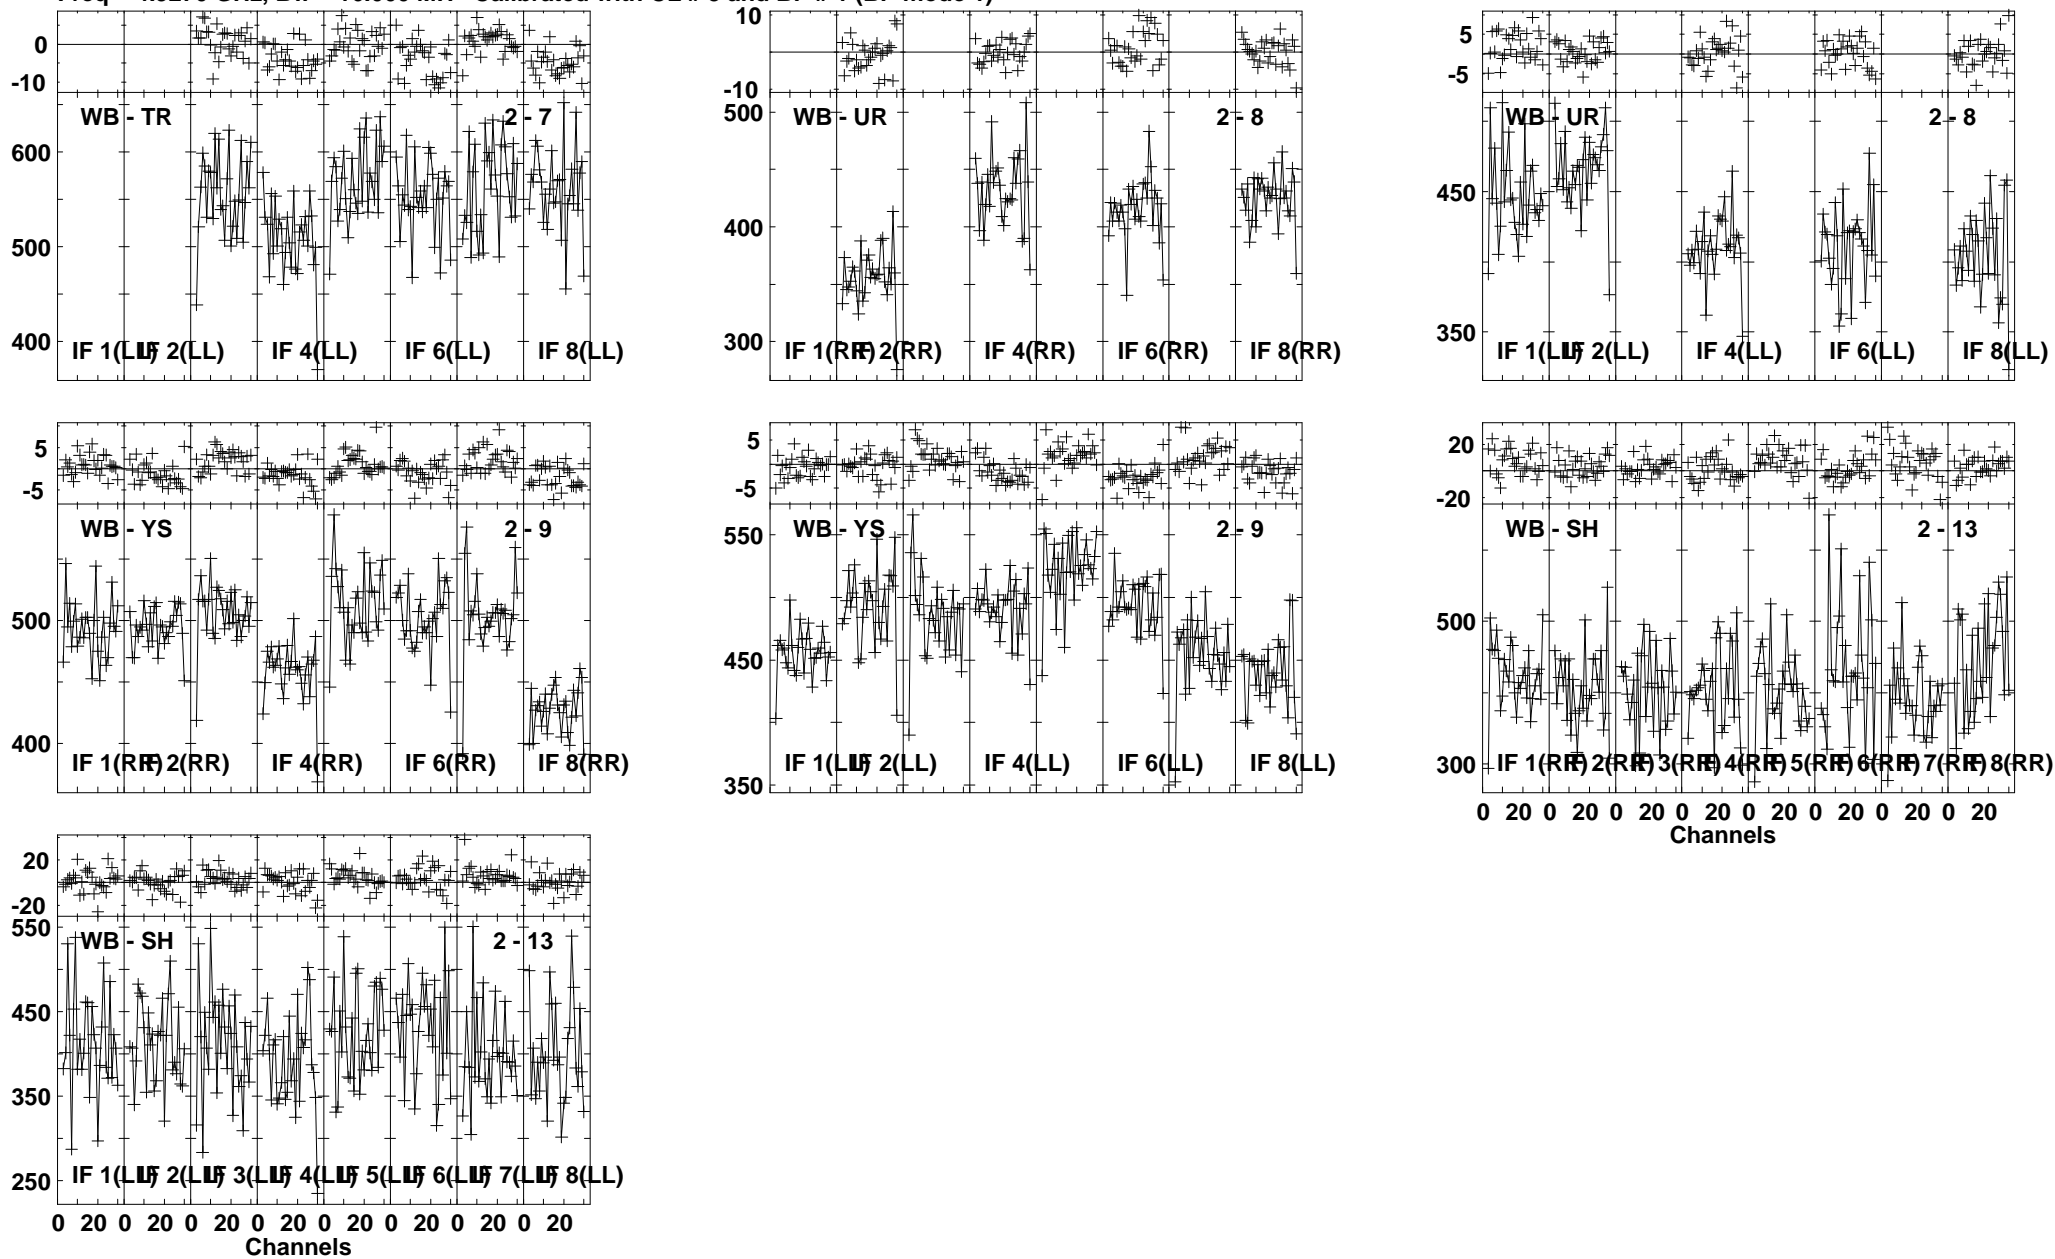 10
0
-10
WB - TR
2 - 7
600
500
400
IF 1(LL) IF 2(LL) IF 4(LL) IF 6(LL) IF 8(LL)
10
-10
WB - UR
2 - 8
500
400
300
IF 1(RR) IF 2(RR) IF 4(RR) IF 6(RR) IF 8(RR)
5
-5
WB - UR
2 - 8
450
350
IF 1(LL) IF 2(LL) IF 4(LL) IF 6(LL) IF 8(LL)
5
-5
WB - YS
2 - 9
500
400
IF 1(RR) IF 2(RR) IF 4(RR) IF 6(RR) IF 8(RR)
5
-5
WB - YS
2 - 9
550
450
350
IF 1(LL) IF 2(LL) IF 4(LL) IF 6(LL) IF 8(LL)
20
-20
WB - SH
2 - 13
500
300
IF 1(RR) IF 2(RR) IF 3(RR) IF 4(RR) IF 5(RR) IF 6(RR) IF 7(RR) IF 8(RR)
0 20 0 20 0 20 0 20 0 20 0 20 0 20 0 20
Channels
20
-20
WB - SH
2 - 13
550
450
350
250
IF 1(LL) IF 2(LL) IF 3(LL) IF 4(LL) IF 5(LL) IF 6(LL) IF 7(LL) IF 8(LL)
0 20 0 20 0 20 0 20 0 20 0 20 0 20 0 20
Channels